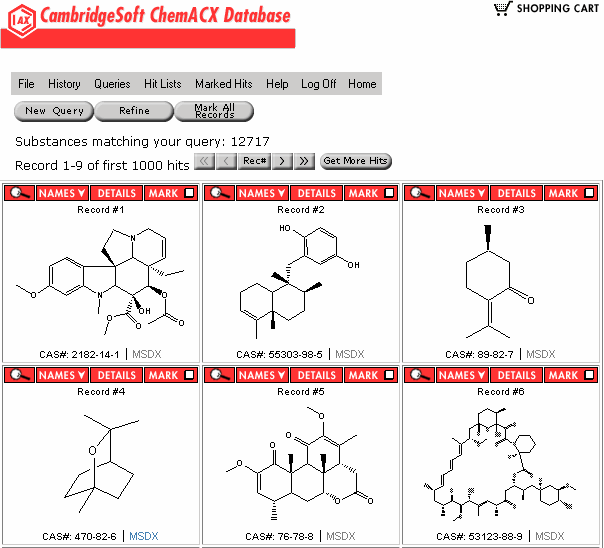 CambridgeSoft ChemACX Database
SHOPPING CART
File History Queries Hit Lists Marked Hits Help Log Off Home
New Query Refine Mark All Records
Substances matching your query: 12717
Record 1-9 of first 1000 hits << < Rec# > >> Get More Hits
NAMES DETAILS MARK NAMES DETAILS MARK NAMES DETAILS MARK
Record #1 Record #2 Record #3
N
O
N
OH
O
O
O
O
O
HO
OH
O
CAS#: 2182-14-1 | MSDX CAS#: 55303-98-5 | MSDX CAS#: 89-82-7 | MSDX
NAMES DETAILS MARK NAMES DETAILS MARK NAMES DETAILS MARK
Record #4 Record #5 Record #6
O
O
O
O
O
O
O
CAS#: 470-82-6 | MSDX CAS#: 76-78-8 | MSDX CAS#: 53123-88-9 | MSDX